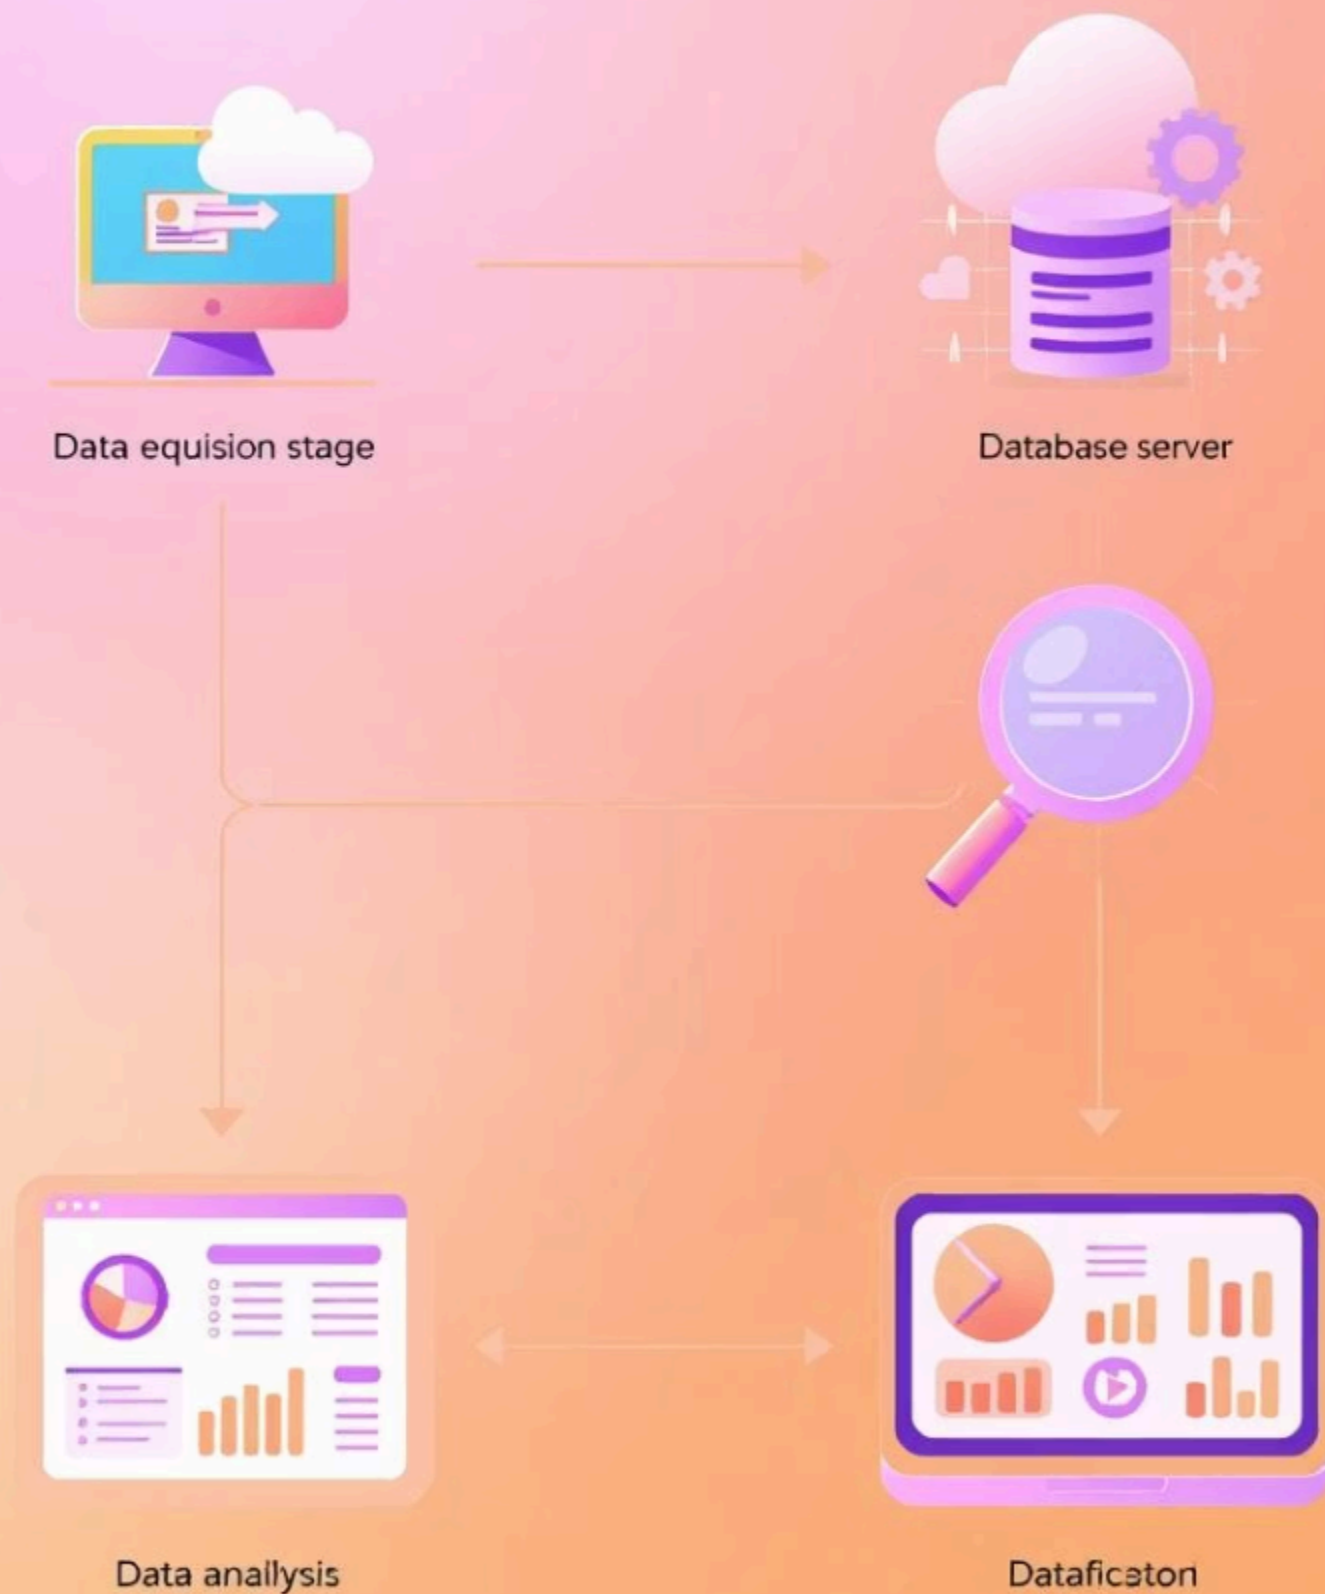 Data equision stage
Database server
Data anallysis
Dataficaton